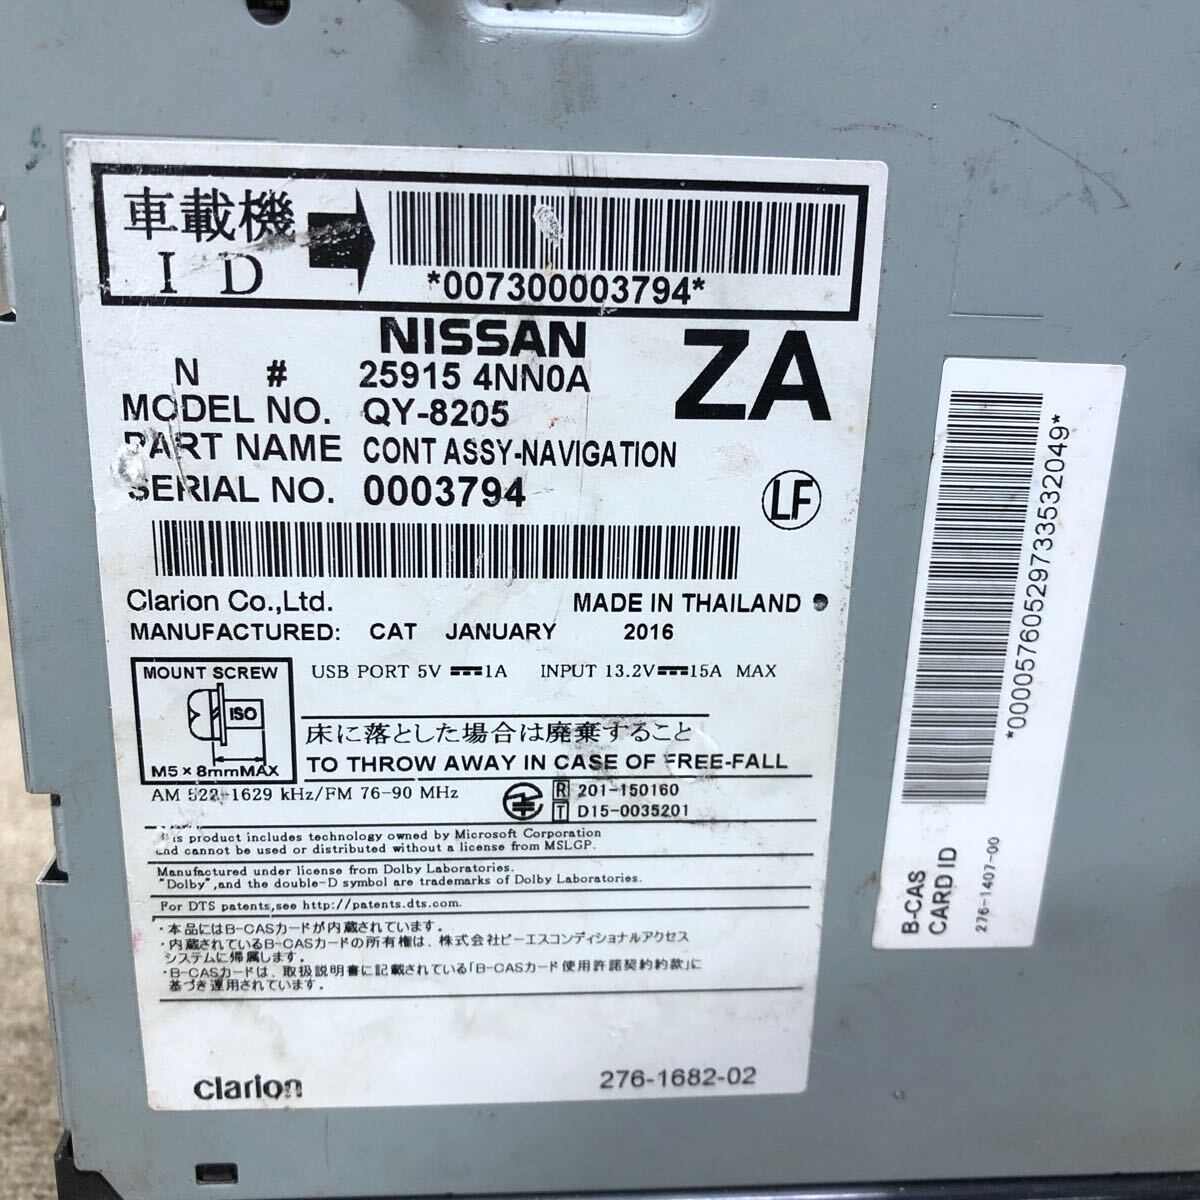 車載機
ID
*007300003794*
NISSAN
ZA
N # 25915 4NN0A
MODEL NO. QY-8205
PART NAME CONT ASSY-NAVIGATION
SERIAL NO. 0003794
LF
Clarion Co.,Ltd. MADE IN THAILAND
MANUFACTURED: CAT JANUARY 2016
MOUNT SCREW
ISO
M5×8mmMAX
USB PORT 5V 1A INPUT 13.2V 15A MAX
床に落とした場合は廃棄すること
TO THROW AWAY IN CASE OF FREE-FALL
AM 522-1629 kHz/FM 76-90 MHz
R 201-150160
T D15-0035201
This product includes technology owned by Microsoft Corporation
and cannot be used or distributed without a license from MSLGP.
Manufactured under license from Dolby Laboratories.
"Dolby",and the double-D symbol are trademarks of Dolby Laboratories.
For DTS patents,see http://patents.dts.com.
・本品にはB-CASカードが内蔵されています。
・内蔵されているB-CASカードの所有権は、株式会社ビーエスコンディショナルアクセス
システムに帰属します。
・B-CASカードは、取扱説明書に記載されている「B-CASカード使用許諾契約約款」に
基づき運用されています。
clarion
276-1682-02
*00005760529733532049*
B-CAS
CARD ID
276-1407-00